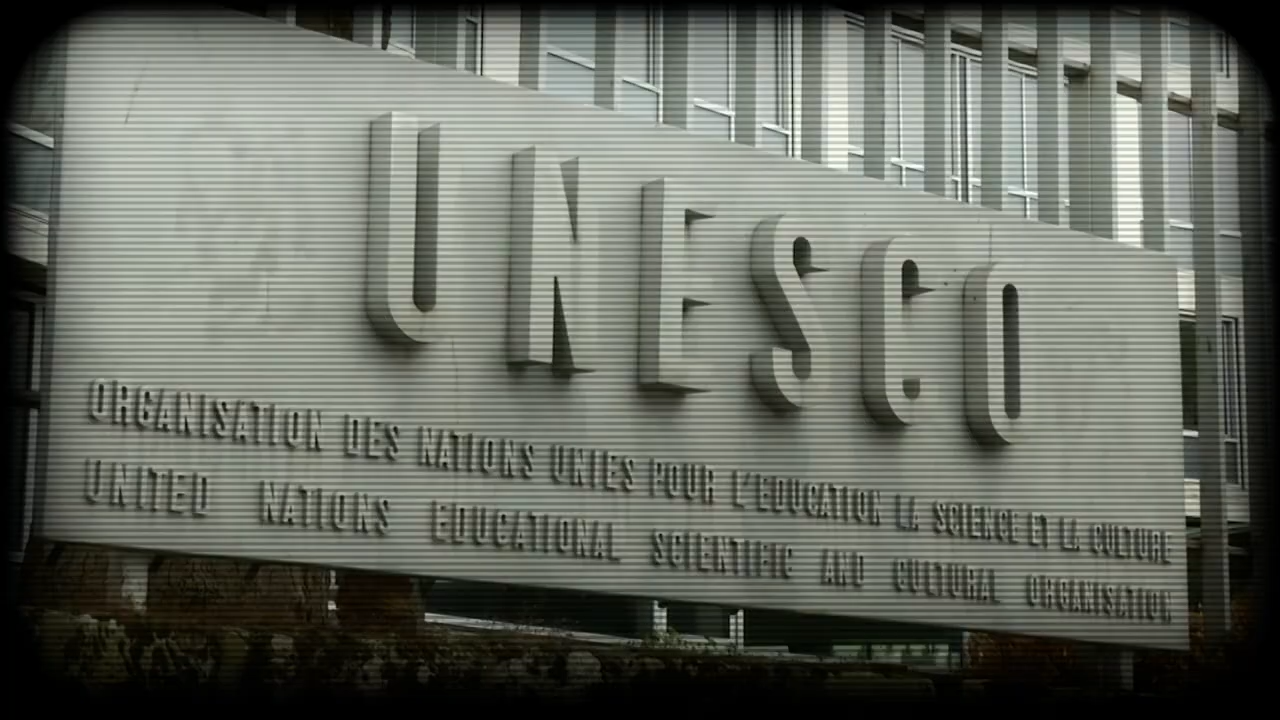 UNESCO
ORGANISATION DES NATIONS UNIES POUR L'EDUCATION LA SCIENCE ET LA CULTURE
UNITED NATIONS EDUCATIONAL SCIENTIFIC AND CULTURAL ORGANISATION